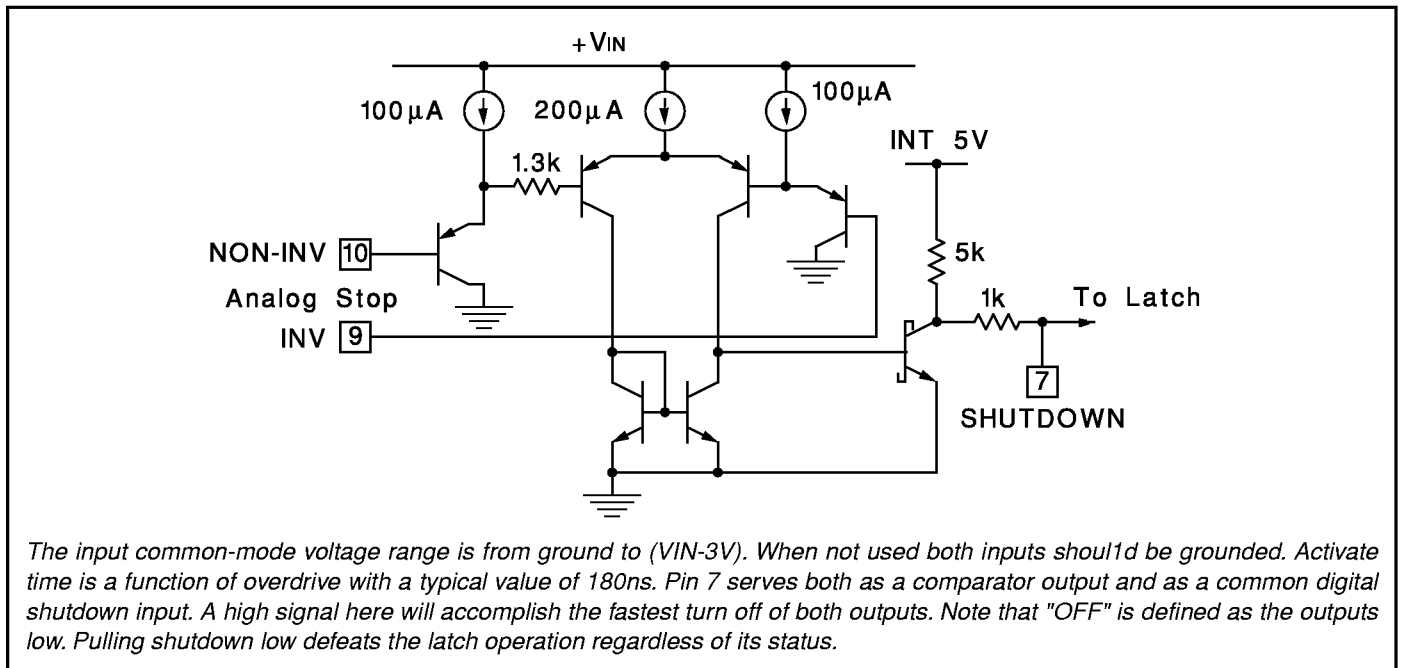 +VIN
100µA
200µA
100µA
INT 5V
1.3k
NON-INV 10
5k
Analog Stop
1k
To Latch
INV 9
7
SHUTDOWN
The input common-mode voltage range is from ground to (VIN-3V). When not used both inputs shoul1d be grounded. Activate
time is a function of overdrive with a typical value of 180ns. Pin 7 serves both as a comparator output and as a common digital
shutdown input. A high signal here will accomplish the fastest turn off of both outputs. Note that "OFF" is defined as the outputs
low. Pulling shutdown low defeats the latch operation regardless of its status.